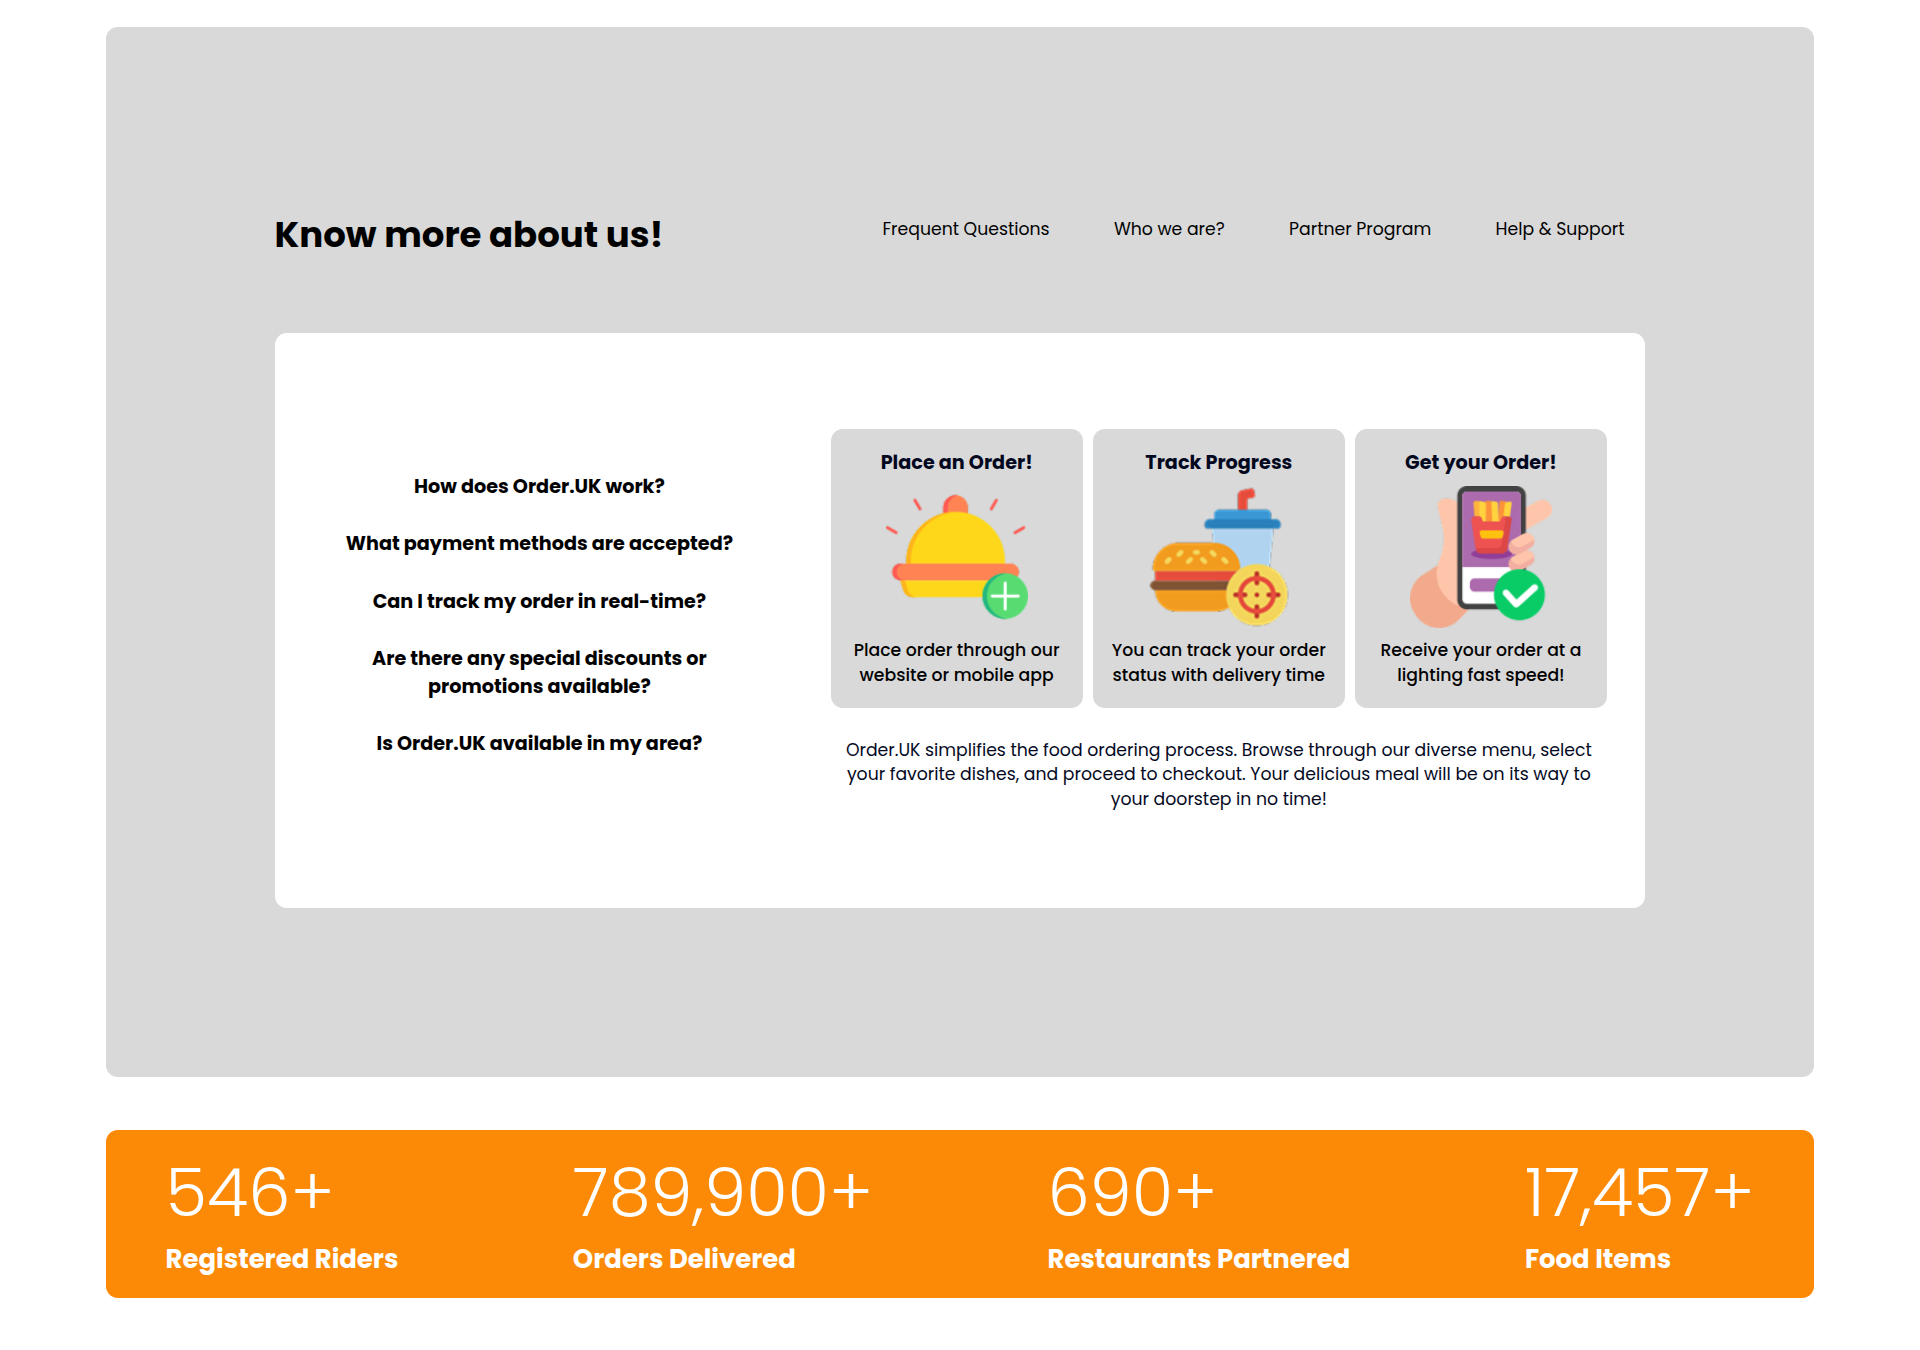 Know more about us!
Frequent Questions
Who we are?
Partner Program
Help & Support
How does Order.UK work?
What payment methods are accepted?
Can I track my order in real-time?
Are there any special discounts or
promotions available?
Is Order.UK available in my area?
Place an Order!
Place order through our
website or mobile app
Track Progress
You can track your order
status with delivery time
Get your Order!
Receive your order at a
lighting fast speed!
Order.UK simplifies the food ordering process. Browse through our diverse menu, select
your favorite dishes, and proceed to checkout. Your delicious meal will be on its way to
your doorstep in no time!
546+
Registered Riders
789,900+
Orders Delivered
690+
Restaurants Partnered
17,457+
Food Items